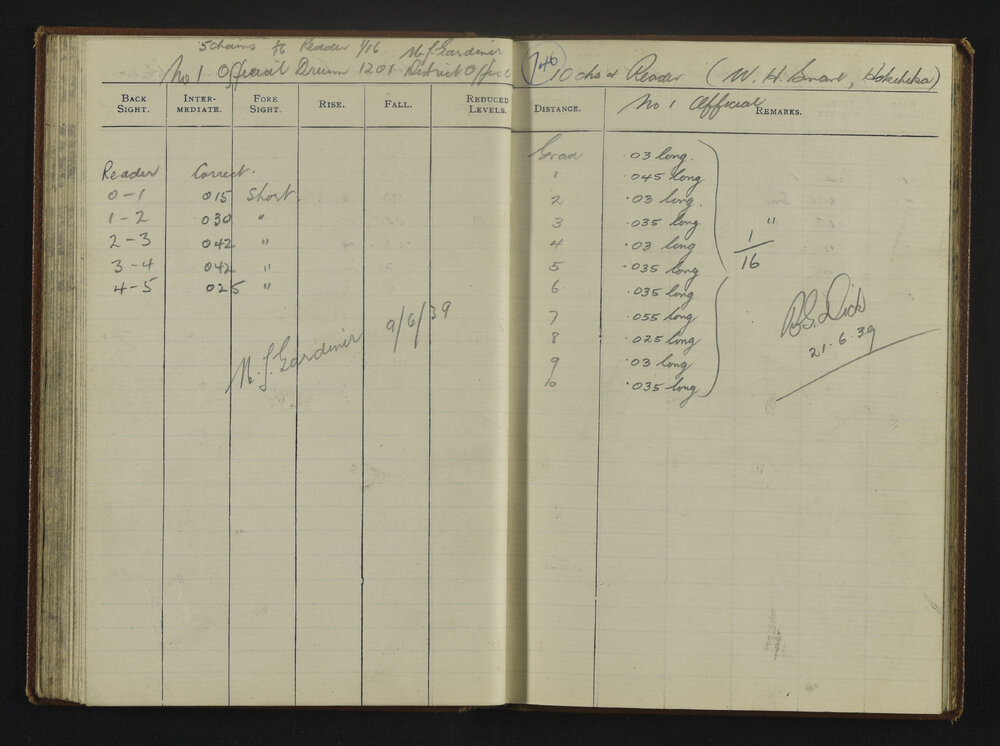 5 chains & Reader 1/16 M. J. Gardiner
No 1 Official Drum 1201 District Office
BACK SIGHT. INTER-MEDIATE. FORE SIGHT. RISE. FALL. REDUCED LEVELS.
Reader Correct.
0-1 015 Short.
1-2 030 "
2-3 042 "
3-4 042 "
4-5 025 "
M. J. Gardiner 9/6/39
146 10 chs & Reader (W. H. Smart, Hokitika)
No 1 Official
DISTANCE. REMARKS.
Grad .03 long.
1 .045 long
2 .03 long.
3 .035 long "
4 .03 long 1/16
5 .035 long
6 .035 long
7 .055 long
8 .025 long
9 .03 long
10 .035 long
Dick
21.6.39